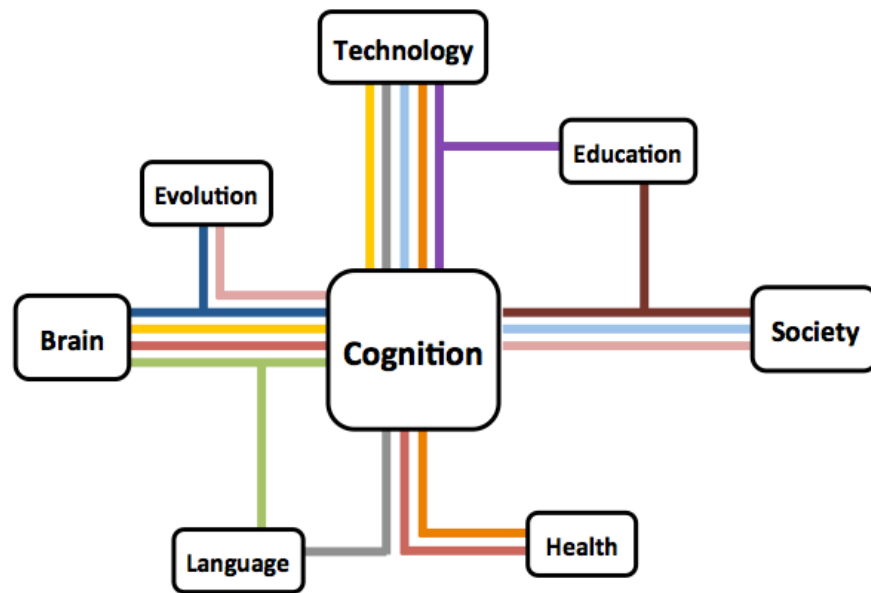 Technology
Education
Evolution
Brain
Cognition
Society
Language
Health